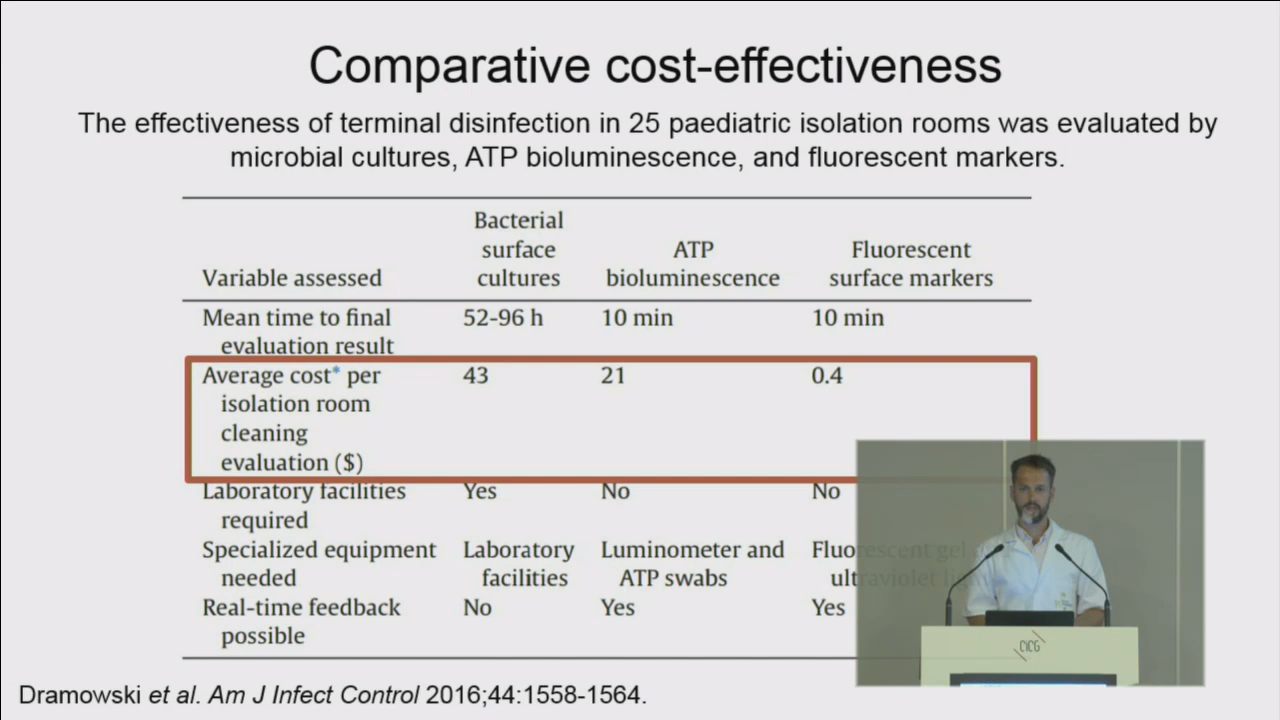 Comparative cost-effectiveness
The effectiveness of terminal disinfection in 25 paediatric isolation rooms was evaluated by
microbial cultures, ATP bioluminescence, and fluorescent markers.
Variable assessed
Bacterial
surface
cultures
ATP
bioluminescence
Fluorescent
surface markers
Mean time to final
evaluation result
52-96 h
10 min
10 min
Average cost* per
isolation room
cleaning
evaluation ($)
43
21
0.4
Laboratory facilities
required
Yes
No
No
Specialized equipment
needed
Laboratory
facilities
Luminometer and
ATP swabs
Fluorescent gel
ultraviolet
Real-time feedback
possible
No
Yes
Yes
CICG
Dramowski et al. Am J Infect Control 2016;44:1558-1564.